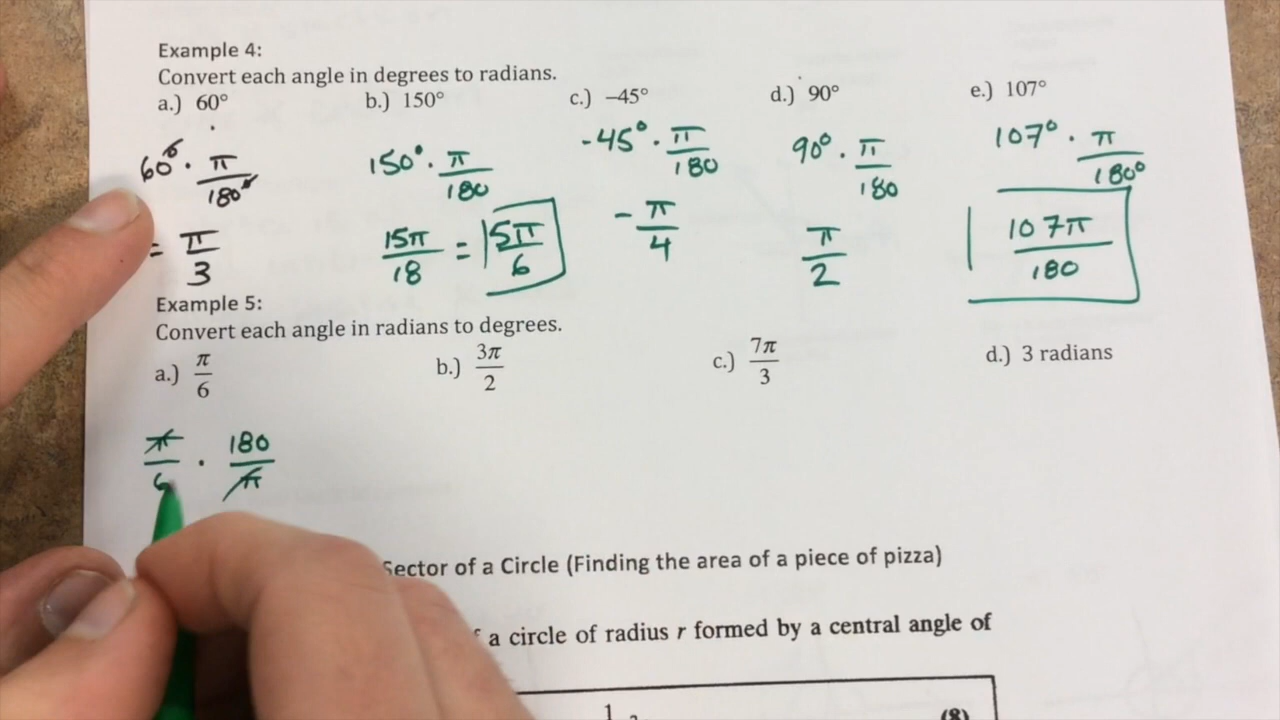 Example 4:
Convert each angle in degrees to radians.
a.) 60° b.) 150° c.) –45° d.) 90° e.) 107°
60° · π/180° 150° · π/180 -45° · π/180 90° · π/180 107° · π/180°
= π/3 15π/18 = 5π/6 -π/4 π/2 107π/180
Example 5:
Convert each angle in radians to degrees.
a.) π/6 b.) 3π/2 c.) 7π/3 d.) 3 radians
π/6 · 180/π
Sector of a Circle (Finding the area of a piece of pizza)
a circle of radius r formed by a central angle of
1
(8)